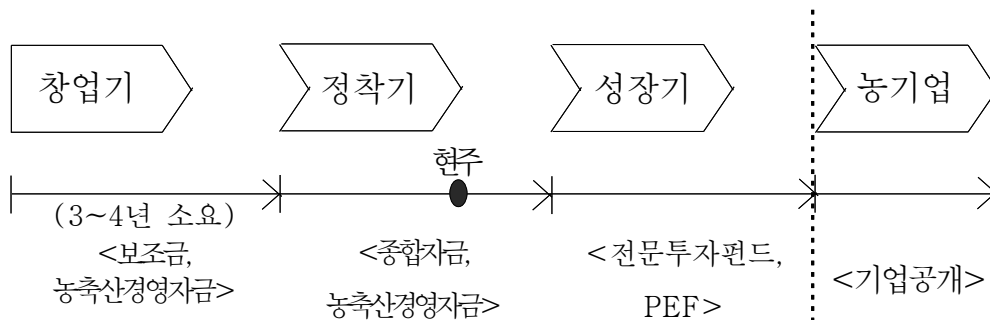 창업기
정착기
성장기
농기업
현주
(3~4년 소요)
<보조금,
농축산경영자금>
<종합자금,
농축산경영자금>
<전문투자펀드,
PEF>
<기업공개>